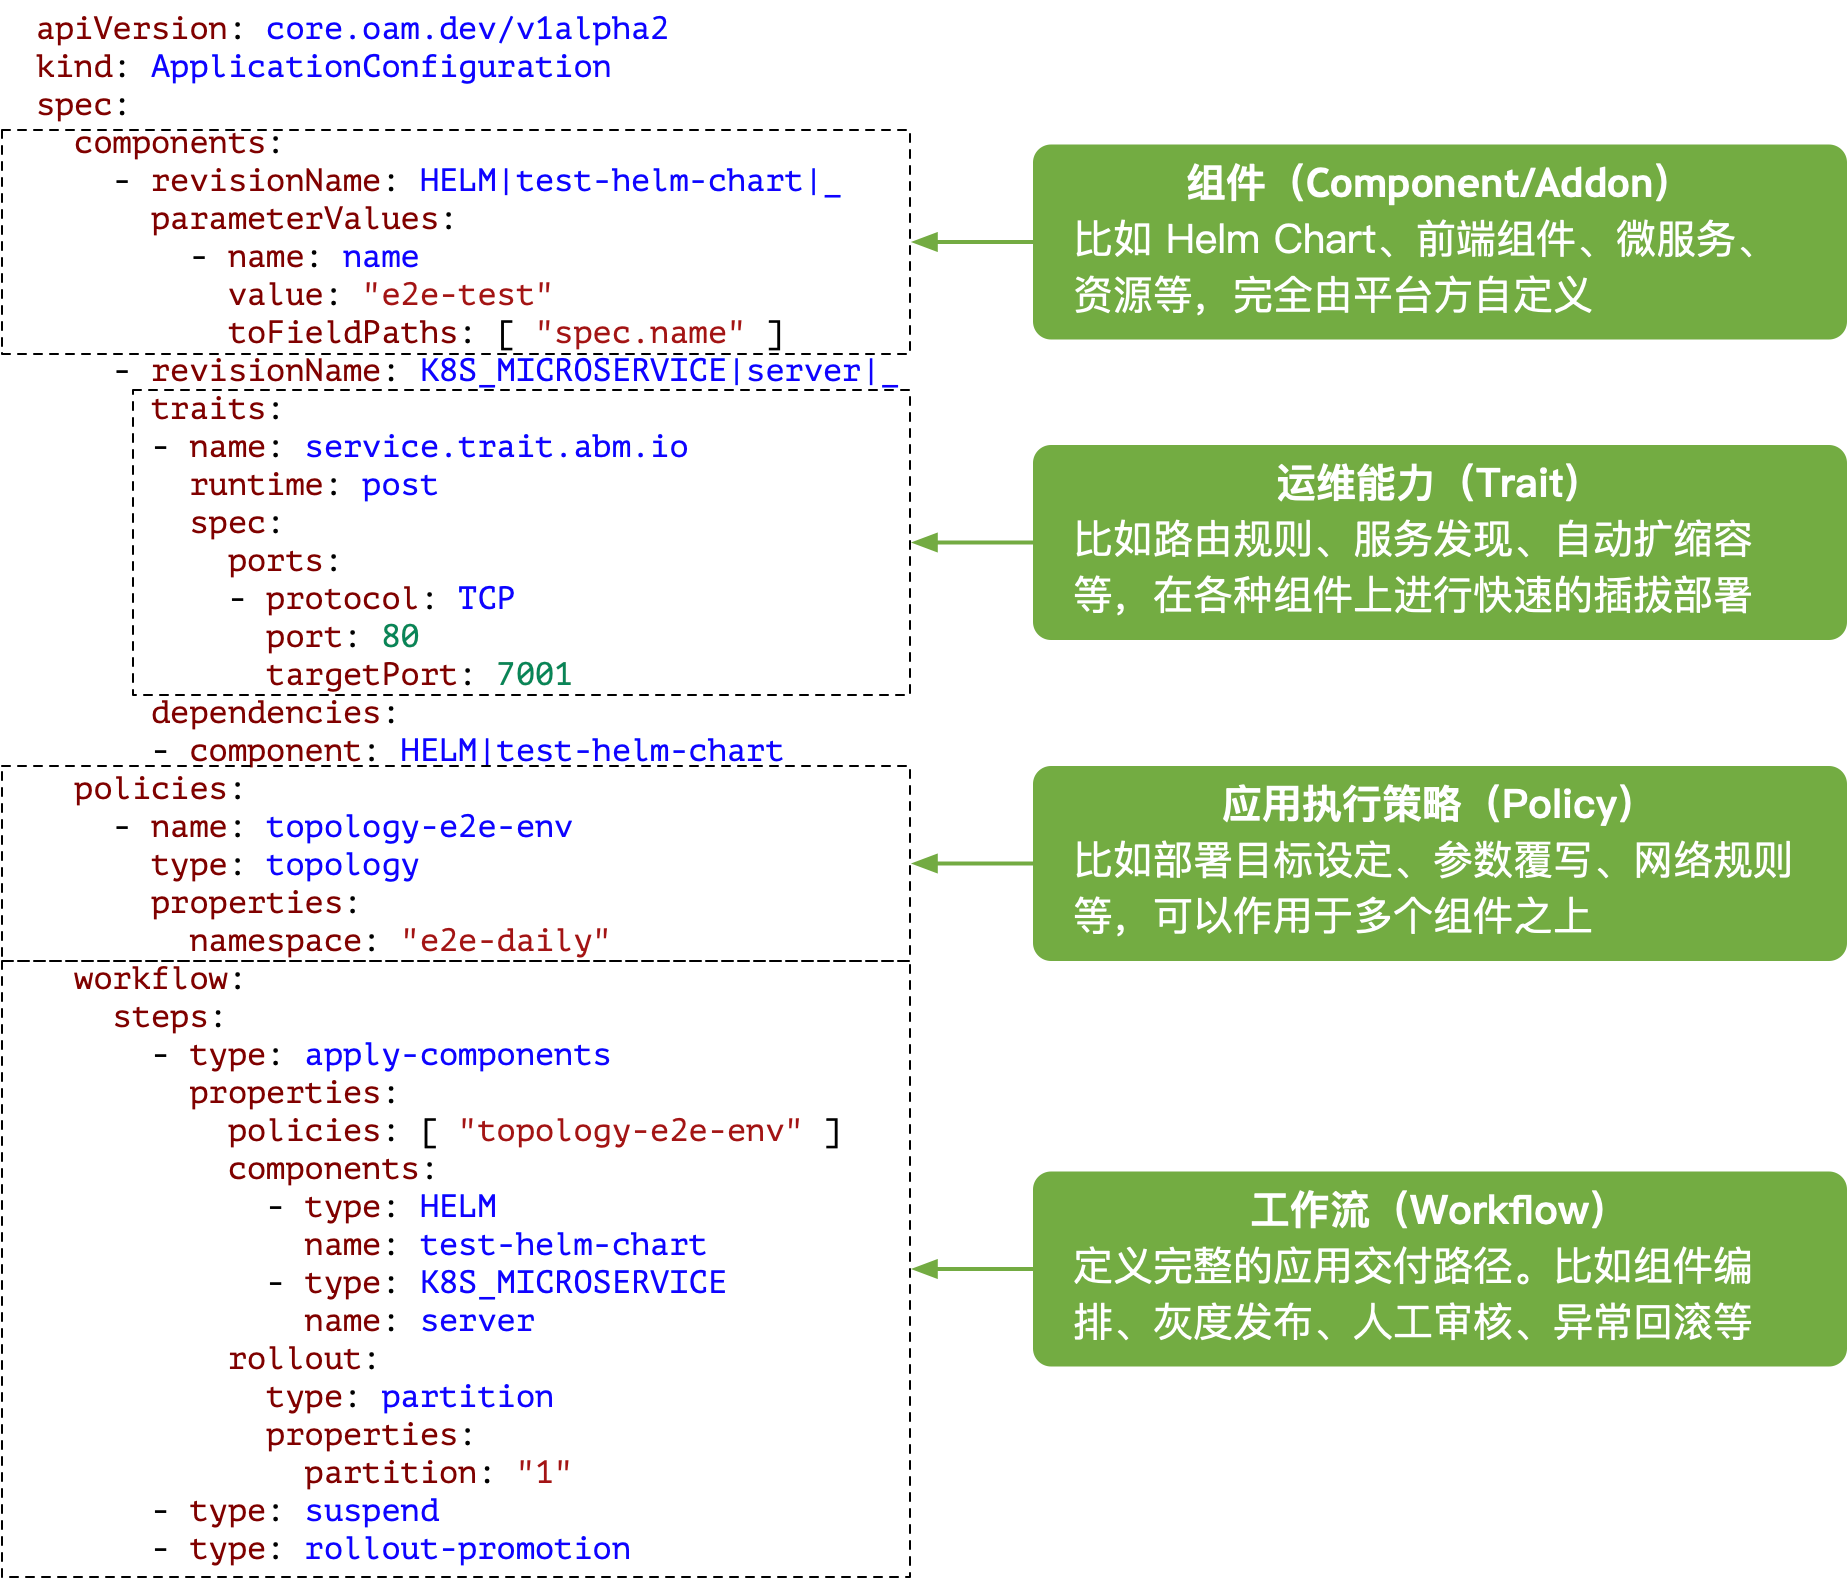 apiVersion: core.oam.dev/v1alpha2
kind: ApplicationConfiguration
spec:
  components:
    - revisionName: HELM|test-helm-chart|_
      parameterValues:
        - name: name
          value: "e2e-test"
          toFieldPaths: [ "spec.name" ]
    - revisionName: K8S_MICROSERVICE|server|_
      traits:
      - name: service.trait.abm.io
        runtime: post
        spec:
          ports:
          - protocol: TCP
            port: 80
            targetPort: 7001
      dependencies:
      - component: HELM|test-helm-chart
  policies:
    - name: topology-e2e-env
      type: topology
      properties:
        namespace: "e2e-daily"
  workflow:
    steps:
      - type: apply-components
        properties:
          policies: [ "topology-e2e-env" ]
          components:
            - type: HELM
              name: test-helm-chart
            - type: K8S_MICROSERVICE
              name: server
          rollout:
            type: partition
            properties:
              partition: "1"
      - type: suspend
      - type: rollout-promotion
组件（Component/Addon）
比如 Helm Chart、前端组件、微服务、
资源等，完全由平台方自定义
运维能力（Trait）
比如路由规则、服务发现、自动扩缩容
等，在各种组件上进行快速的插拔部署
应用执行策略（Policy）
比如部署目标设定、参数覆写、网络规则
等，可以作用于多个组件之上
工作流（Workflow）
定义完整的应用交付路径。比如组件编
排、灰度发布、人工审核、异常回滚等